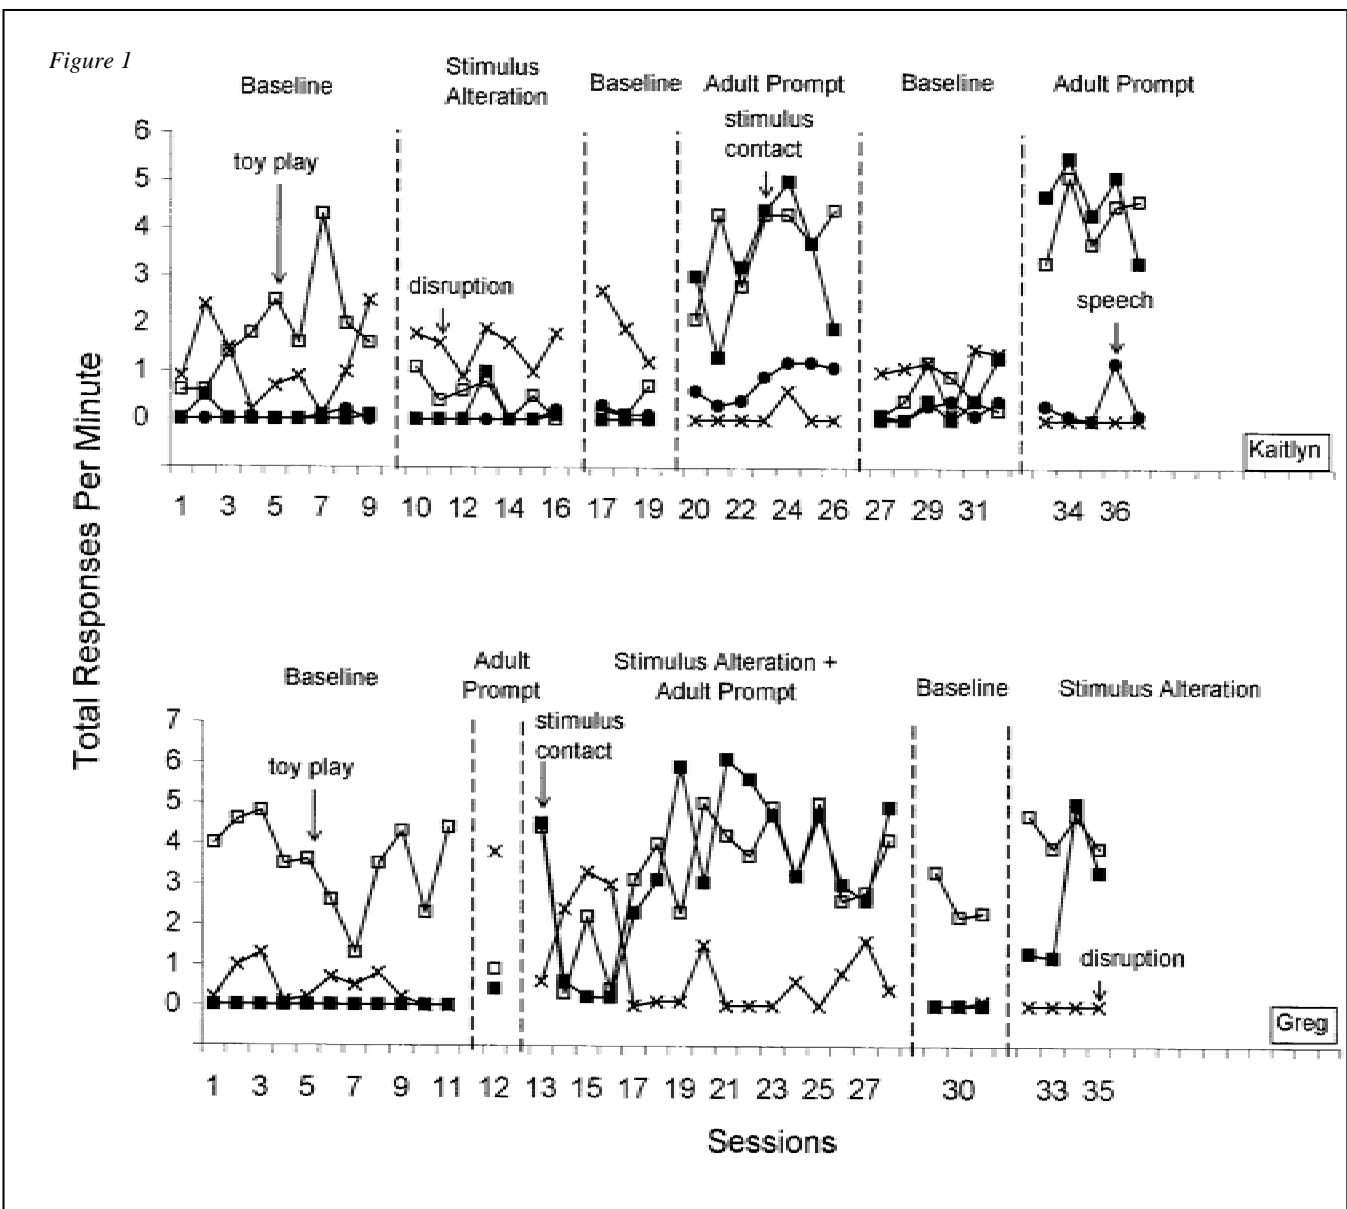 Figure 1
Baseline
Stimulus
Alteration
Baseline
Adult Prompt
Baseline
Adult Prompt
stimulus
contact
toy play
disruption
speech
6
5
4
3
2
1
0
Kaitlyn
1 3 5 7 9 10 12 14 16 17 19 20 22 24 26 27 29 31 34 36
Total Responses Per Minute
Baseline
Adult
Prompt
Stimulus Alteration +
Adult Prompt
Baseline
Stimulus Alteration
stimulus
contact
toy play
disruption
7
6
5
4
3
2
1
0
Greg
1 3 5 7 9 11 12 13 15 17 19 21 23 25 27 30 33 35
Sessions